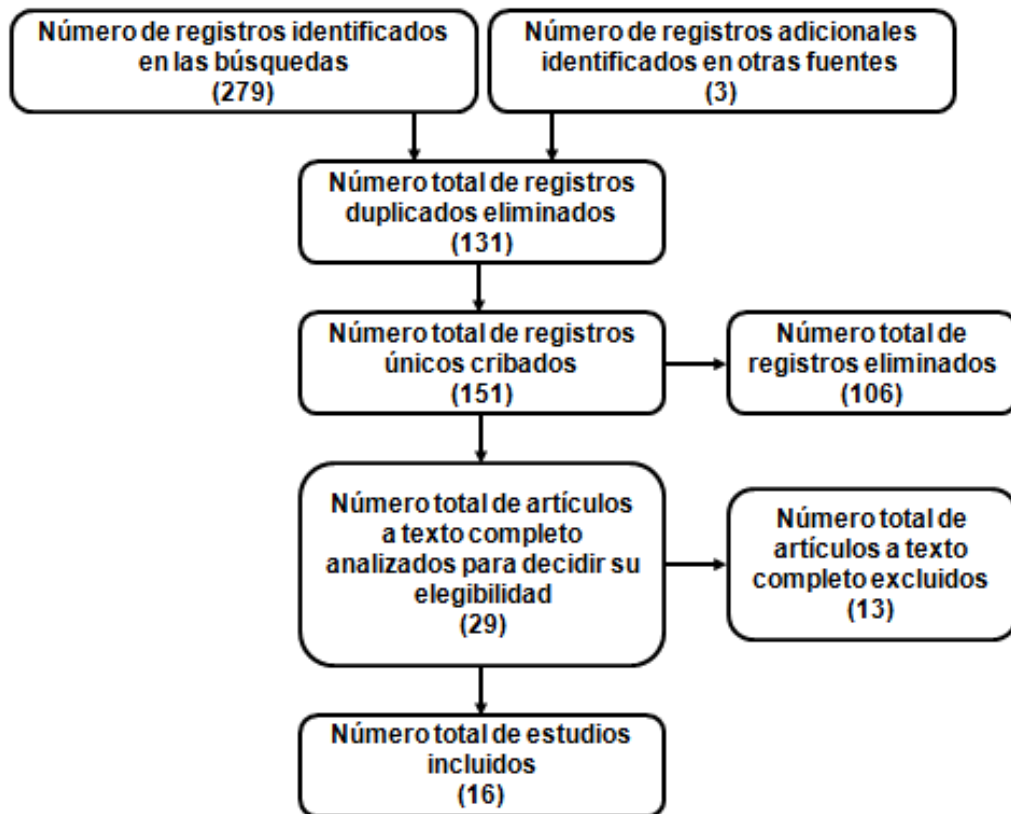 Número de registros identificados
en las búsquedas
(279)
Número de registros adicionales
identificados en otras fuentes
(3)
Número total de registros
duplicados eliminados
(131)
Número total de registros
únicos cribados
(151)
Número total de
registros eliminados
(106)
Número total de artículos
a texto completo
analizados para decidir su
elegibilidad
(29)
Número total de
artículos a texto
completo excluidos
(13)
Número total de estudios
incluidos
(16)